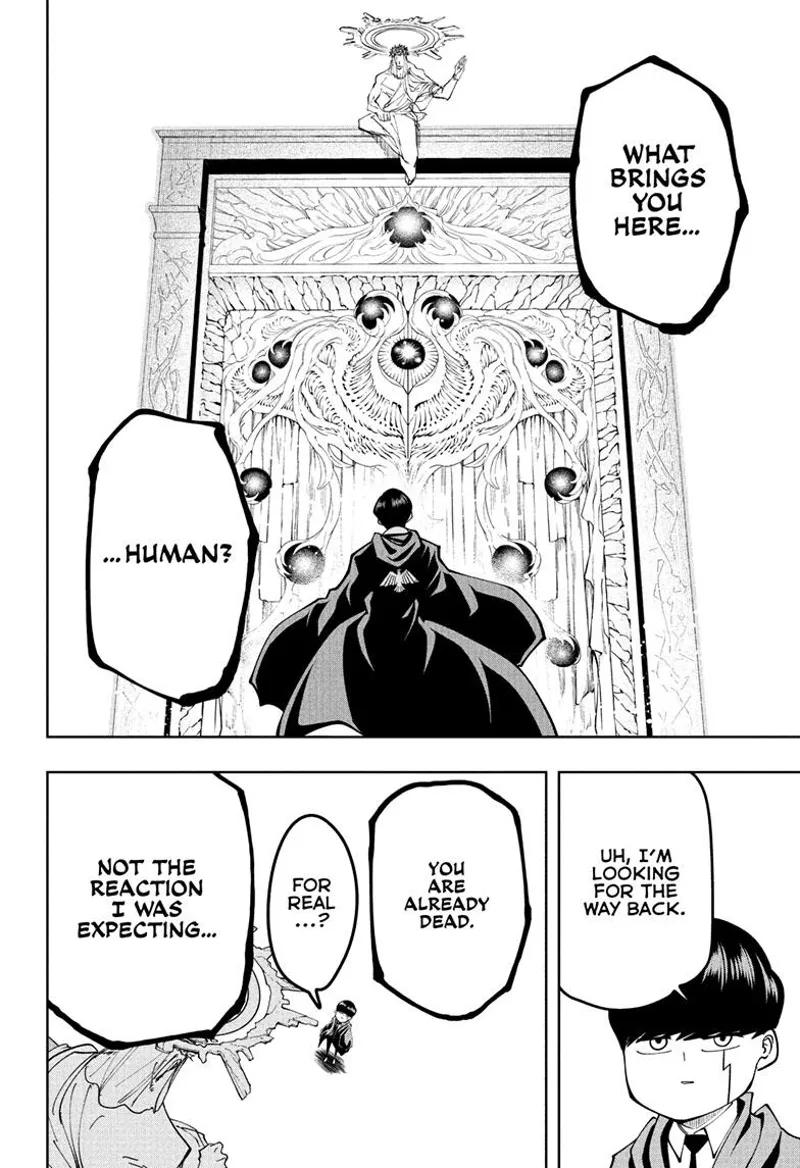 WHAT
BRINGS
YOU
HERE...
...HUMAN?
UH, I'M
LOOKING
FOR THE
WAY BACK.
YOU
ARE
ALREADY
DEAD.
FOR
REAL
...?
NOT THE
REACTION
I WAS
EXPECTING...